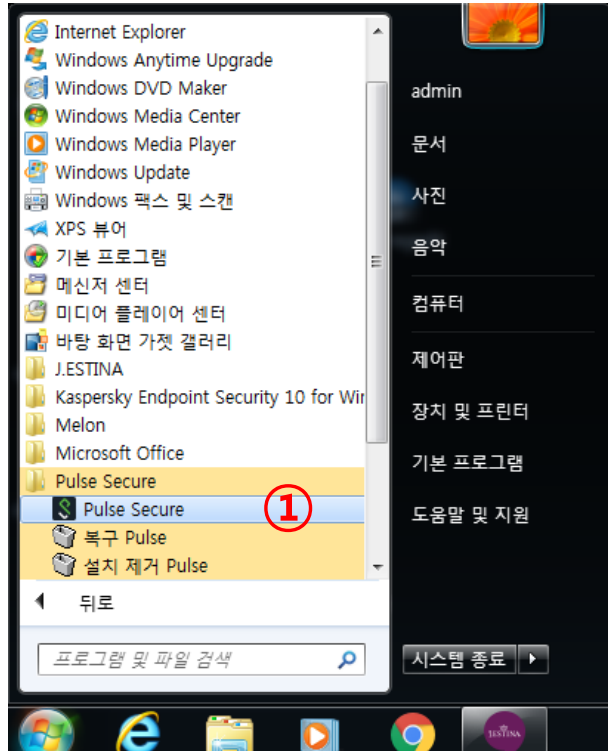 Internet Explorer
Windows Anytime Upgrade
Windows DVD Maker
Windows Media Center
Windows Media Player
Windows Update
Windows 팩스 및 스캔
XPS 뷰어
기본 프로그램
메신저 센터
미디어 플레이어 센터
바탕 화면 가젯 갤러리
J.ESTINA
Kaspersky Endpoint Security 10 for Wir
Melon
Microsoft Office
Pulse Secure
Pulse Secure ①
복구 Pulse
설치 제거 Pulse
뒤로
프로그램 및 파일 검색
admin
문서
사진
음악
컴퓨터
제어판
장치 및 프린터
기본 프로그램
도움말 및 지원
시스템 종료
JESTINA